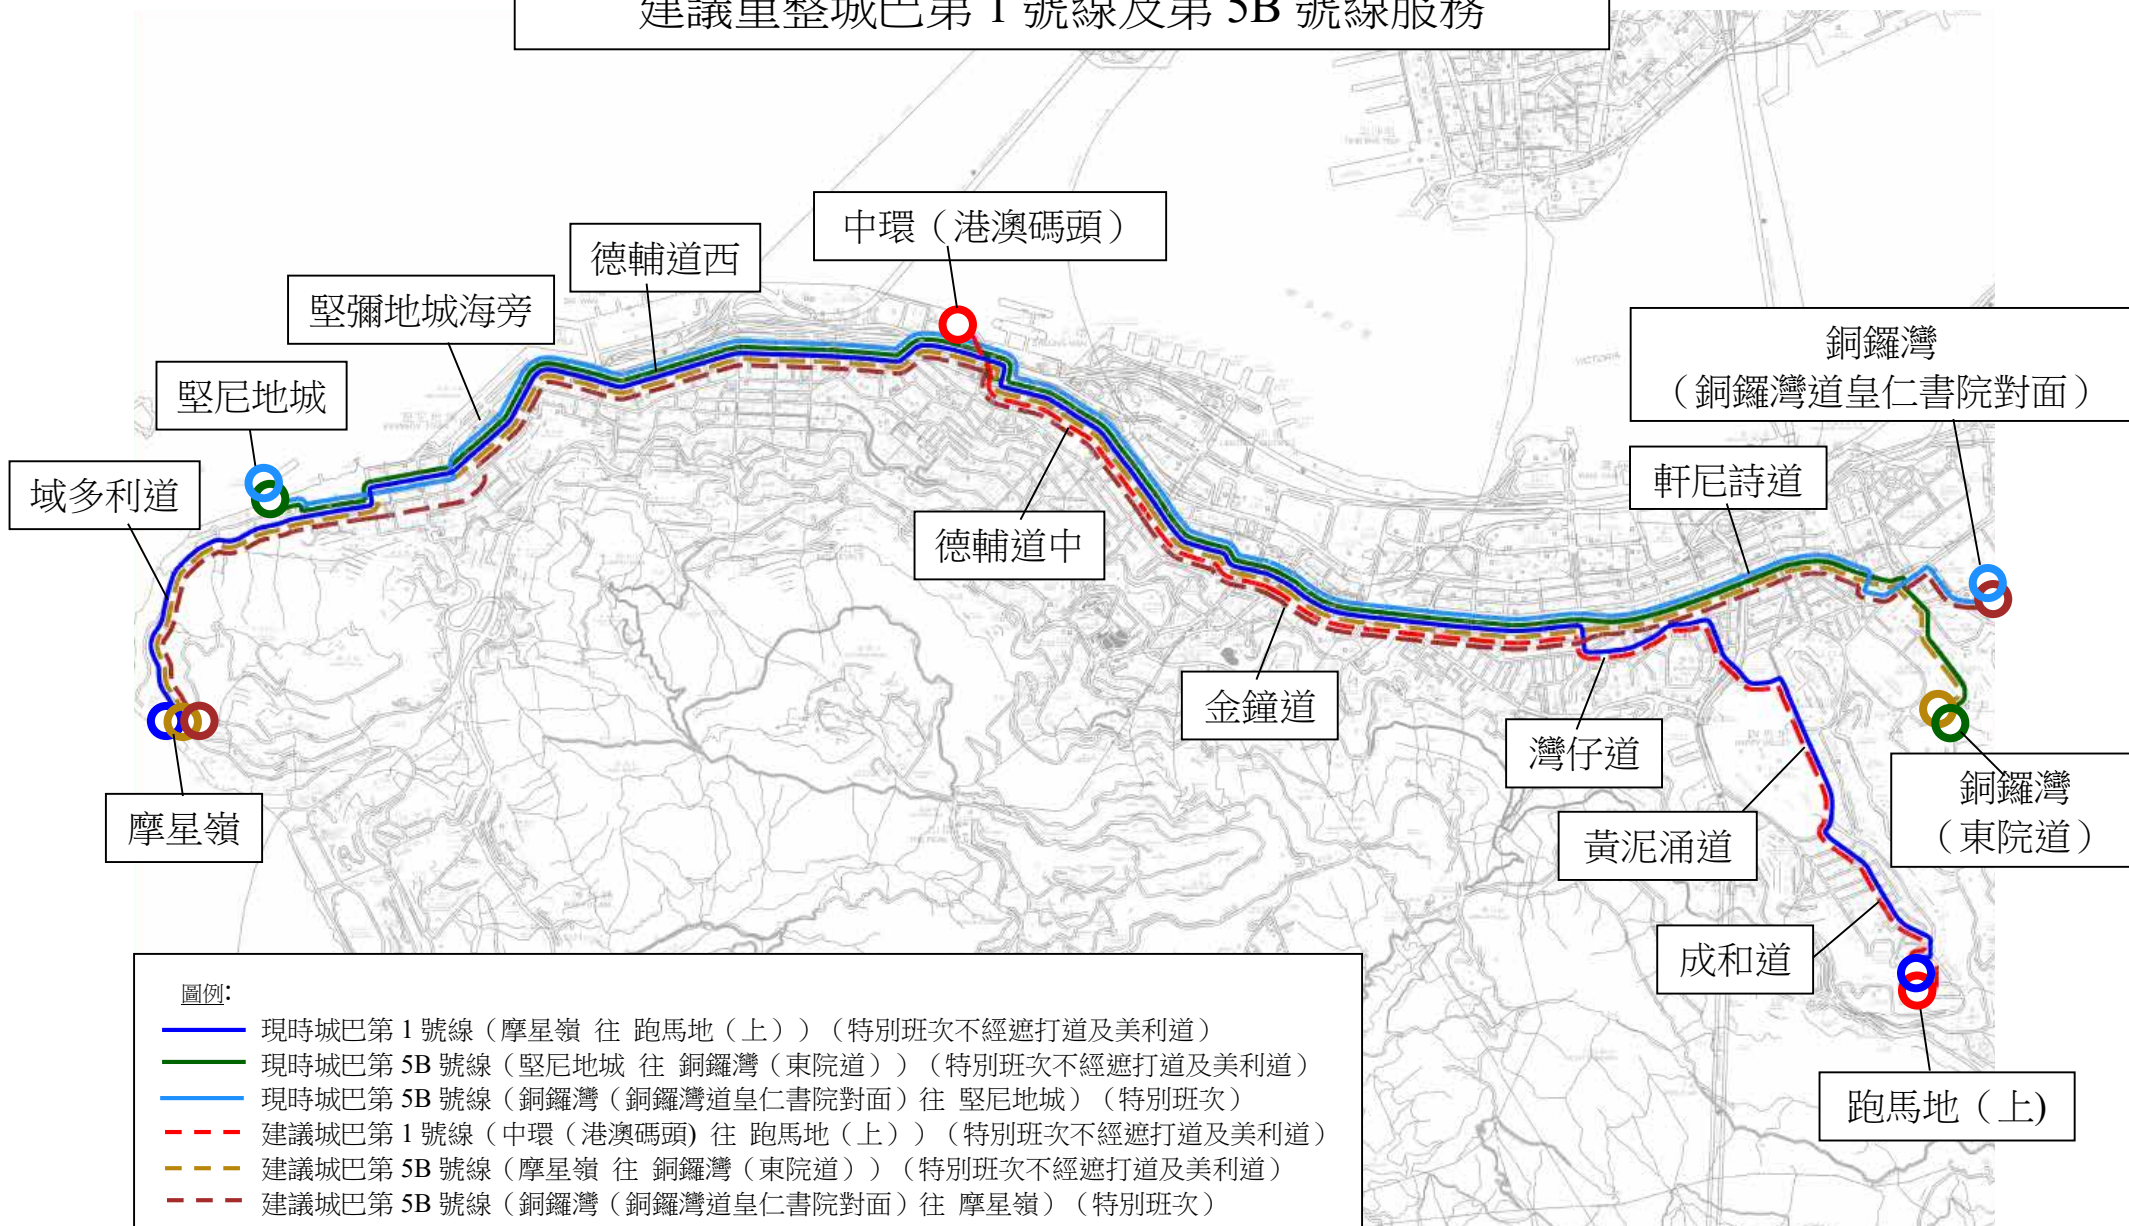 建議重整城巴第 1 號線及第 5B 號線服務
中環（港澳碼頭）
德輔道西
堅彌地城海旁
銅鑼灣
（銅鑼灣道皇仁書院對面）
堅尼地城
域多利道
軒尼詩道
德輔道中
金鐘道
灣仔道
摩星嶺
銅鑼灣
（東院道）
黃泥涌道
成和道
跑馬地（上)
圖例:
現時城巴第 1 號線（摩星嶺 往 跑馬地（上））（特別班次不經遮打道及美利道）
現時城巴第 5B 號線（堅尼地城 往 銅鑼灣（東院道））（特別班次不經遮打道及美利道）
現時城巴第 5B 號線（銅鑼灣（銅鑼灣道皇仁書院對面）往 堅尼地城）（特別班次）
建議城巴第 1 號線（中環（港澳碼頭) 往 跑馬地（上））（特別班次不經遮打道及美利道）
建議城巴第 5B 號線（摩星嶺 往 銅鑼灣（東院道））（特別班次不經遮打道及美利道）
建議城巴第 5B 號線（銅鑼灣（銅鑼灣道皇仁書院對面）往 摩星嶺）（特別班次）